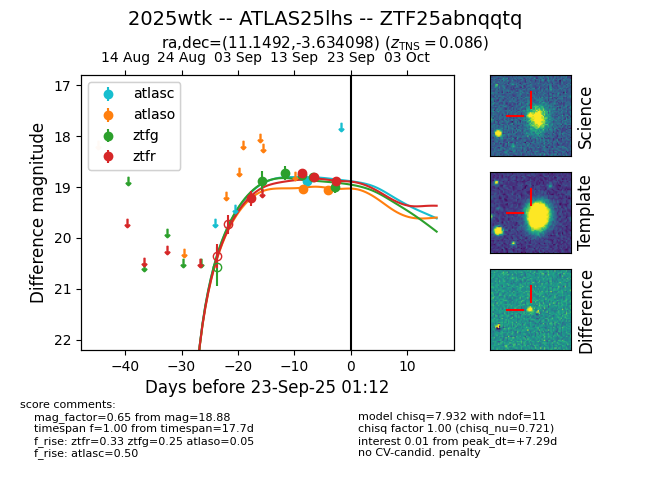 2025wtk -- ATLAS25lhs -- ZTF25abnqqtq
ra,dec=(11.1492,-3.634098) (zTNS = 0.086)
14 Aug 24 Aug 03 Sep 13 Sep 23 Sep 03 Oct
atlasc
atlaso
ztfg
ztfr
17
18
19
20
21
22
Difference magnitude
−40 −30 −20 −10 0 10
Days before 23-Sep-25 01:12
Science
Template
Difference
score comments:
mag_factor=0.65 from mag=18.88
timespan f=1.00 from timespan=17.7d
f_rise: ztfr=0.33 ztfg=0.25 atlaso=0.05
f_rise: atlasc=0.50
model chisq=7.932 with ndof=11
chisq factor 1.00 (chisq_nu=0.721)
interest 0.01 from peak_dt=+7.29d
no CV-candid. penalty